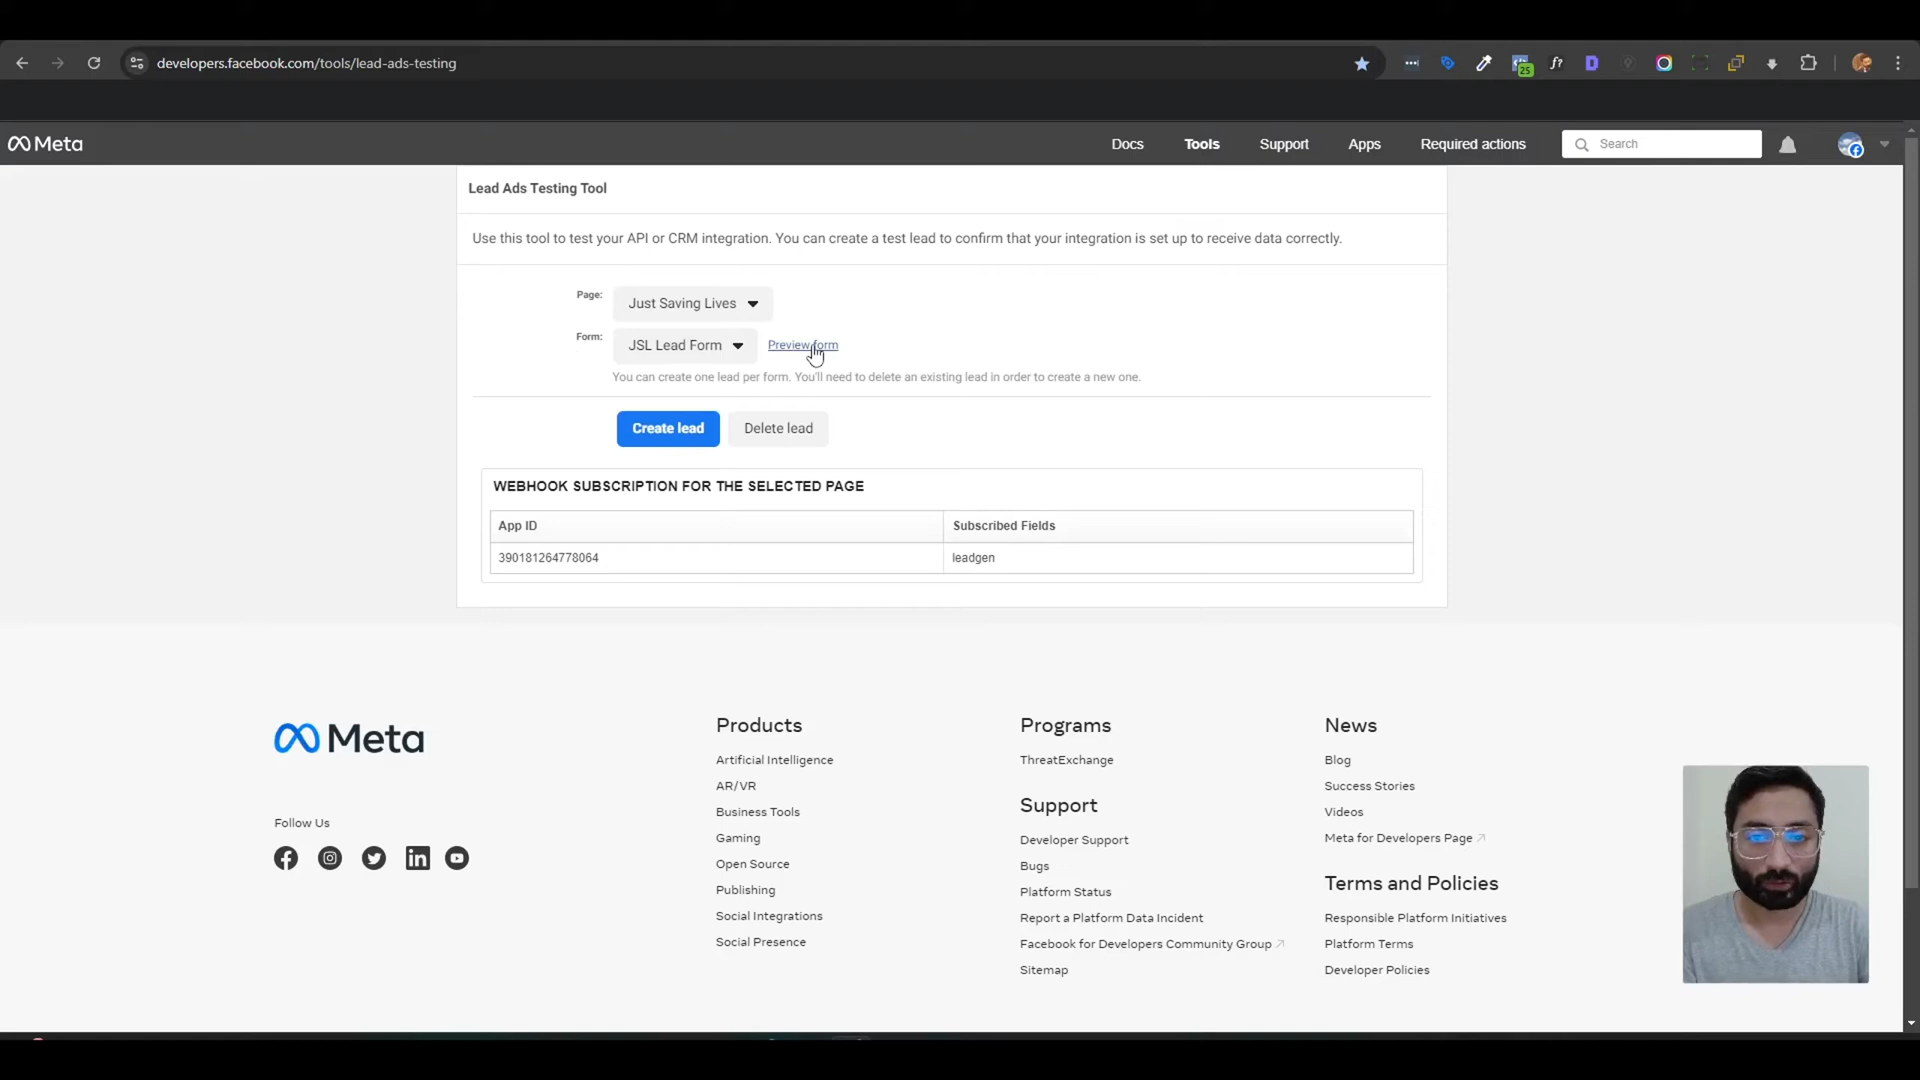 developers.facebook.com/tools/lead-ads-testing
25
f?
D
Meta
Docs
Tools
Support
Apps
Required actions
Search
Lead Ads Testing Tool
Use this tool to test your API or CRM integration. You can create a test lead to confirm that your integration is set up to receive data correctly.
Page:
Just Saving Lives
Form:
JSL Lead Form
Preview form
You can create one lead per form. You'll need to delete an existing lead in order to create a new one.
Create lead
Delete lead
WEBHOOK SUBSCRIPTION FOR THE SELECTED PAGE
App ID
Subscribed Fields
390181264778064
leadgen
Meta
Follow Us
Products
Artificial Intelligence
AR/VR
Business Tools
Gaming
Open Source
Publishing
Social Integrations
Social Presence
Programs
ThreatExchange
Support
Developer Support
Bugs
Platform Status
Report a Platform Data Incident
Facebook for Developers Community Group
Sitemap
News
Blog
Success Stories
Videos
Meta for Developers Page
Terms and Policies
Responsible Platform Initiatives
Platform Terms
Developer Policies